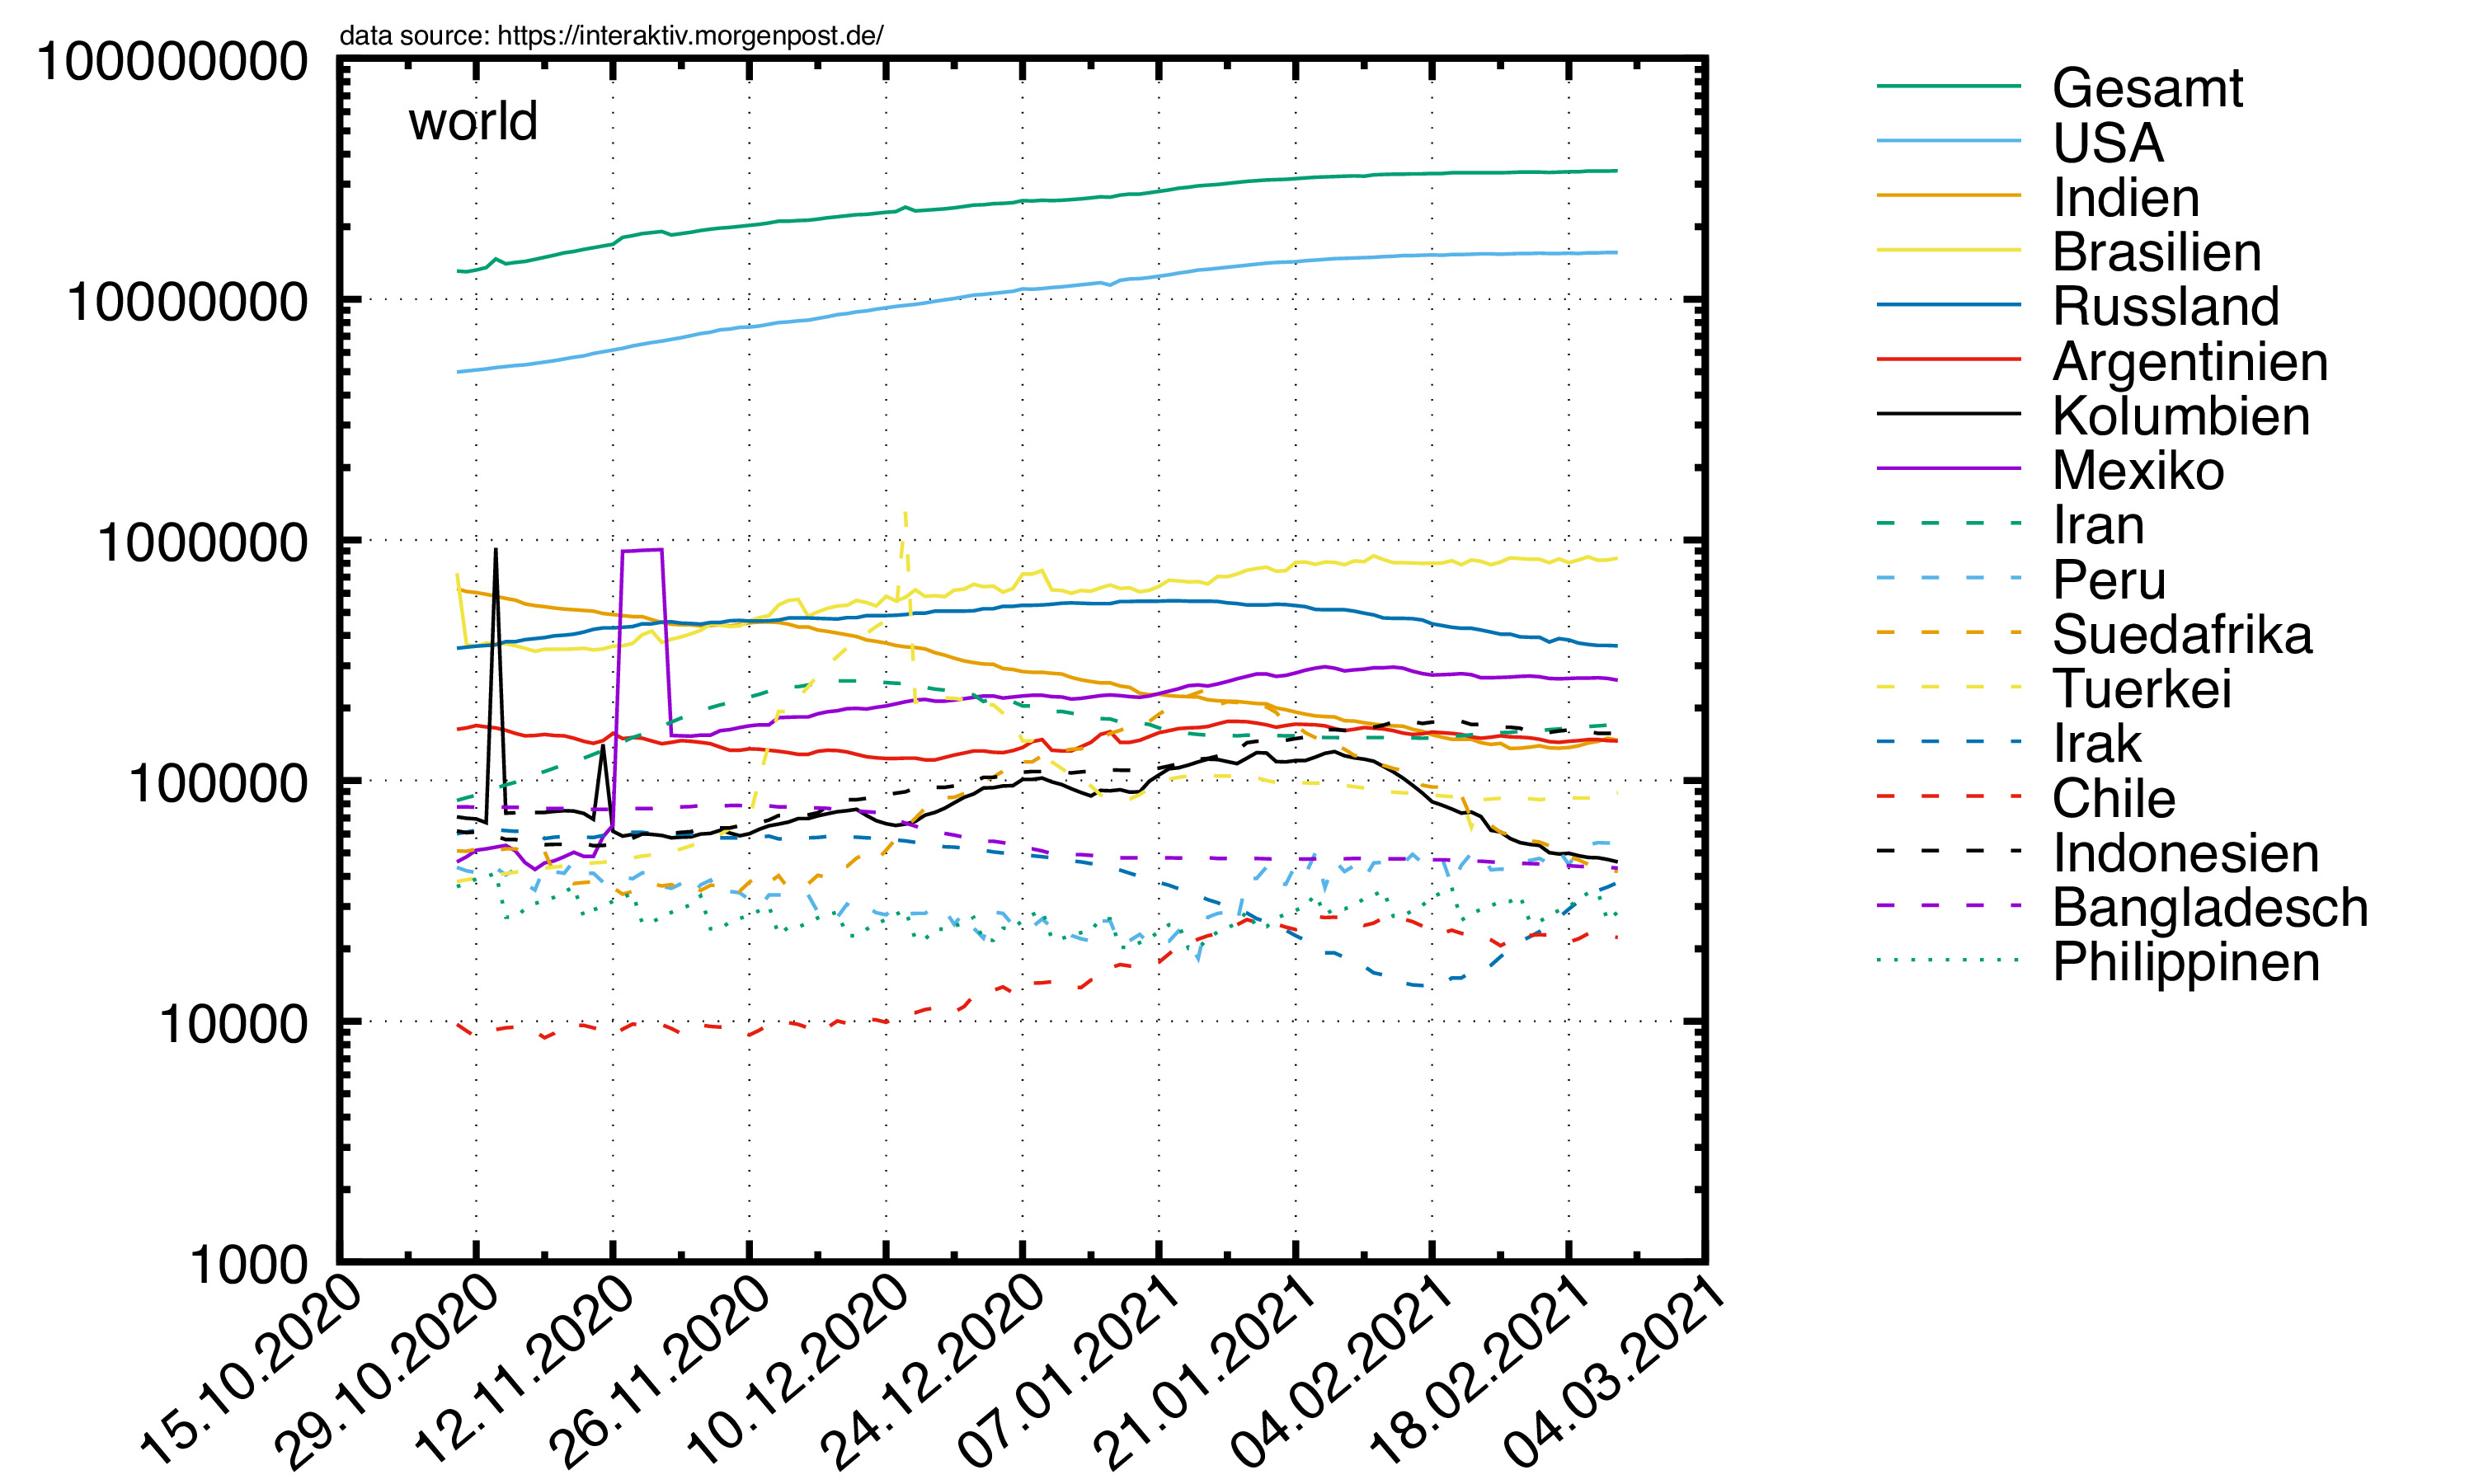 data source: https://interaktiv.morgenpost.de/
world
100000000
10000000
1000000
100000
10000
1000
15.10.2020
29.10.2020
12.11.2020
26.11.2020
10.12.2020
24.12.2020
07.01.2021
21.01.2021
04.02.2021
18.02.2021
04.03.2021
Gesamt
USA
Indien
Brasilien
Russland
Argentinien
Kolumbien
Mexiko
Iran
Peru
Suedafrika
Tuerkei
Irak
Chile
Indonesien
Bangladesch
Philippinen